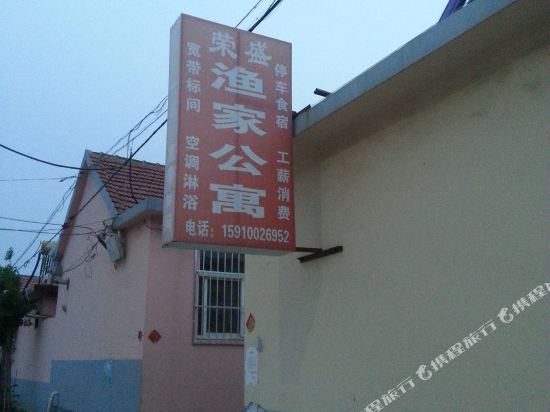 荣盛
渔家公寓
宽带标间 空调淋浴
停车食宿 工薪消费
电话：15910026952
携程旅行
携程旅行